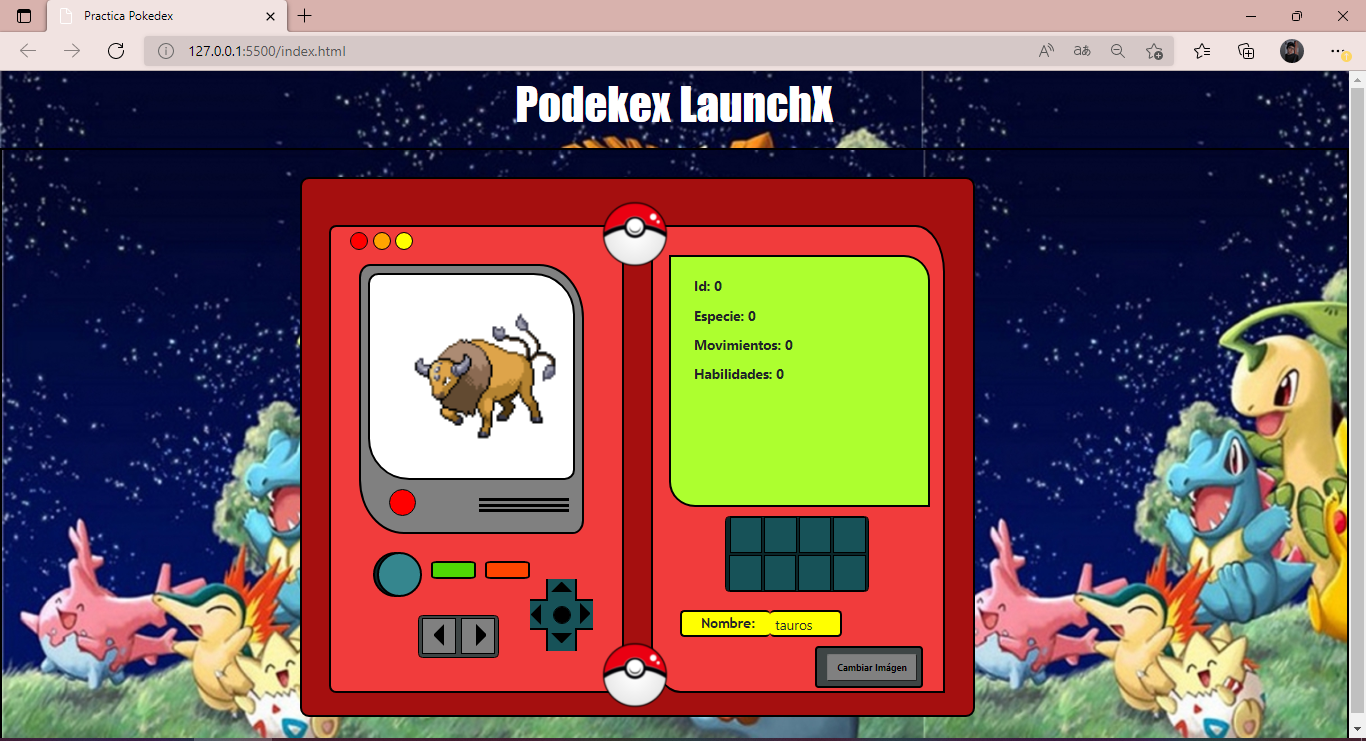 Practica Pokedex
127.0.0.1:5500/index.html
Podekex LaunchX
Id: 0
Especie: 0
Movimientos: 0
Habilidades: 0
Nombre: tauros
Cambiar Imágen